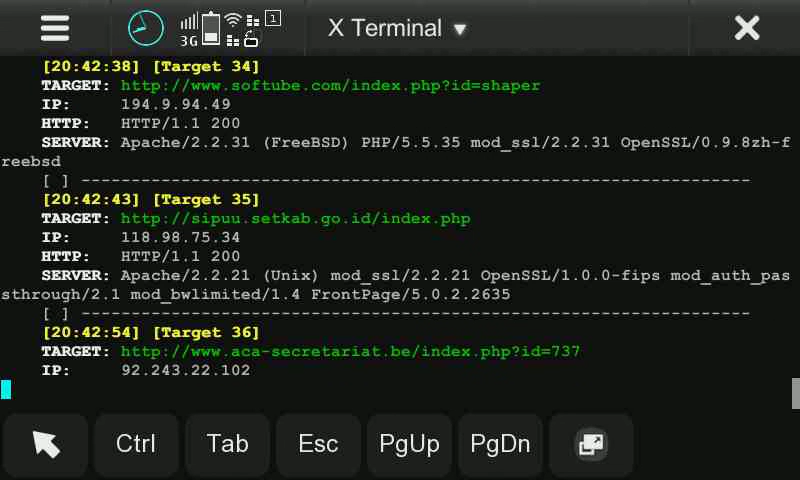 3G
1
X Terminal
[20:42:38] [Target 34]
TARGET: http://www.softube.com/index.php?id=shaper
IP: 194.9.94.49
HTTP: HTTP/1.1 200
SERVER: Apache/2.2.31 (FreeBSD) PHP/5.5.35 mod_ssl/2.2.31 OpenSSL/0.9.8zh-f
reebsd
[ ] -------------------------------------------------------------------
[20:42:43] [Target 35]
TARGET: http://sipuu.setkab.go.id/index.php
IP: 118.98.75.34
HTTP: HTTP/1.1 200
SERVER: Apache/2.2.21 (Unix) mod_ssl/2.2.21 OpenSSL/1.0.0-fips mod_auth_pas
sthrough/2.1 mod_bwlimited/1.4 FrontPage/5.0.2.2635
[ ] -------------------------------------------------------------------
[20:42:54] [Target 36]
TARGET: http://www.aca-secretariat.be/index.php?id=737
IP: 92.243.22.102
Ctrl
Tab
Esc
PgUp
PgDn